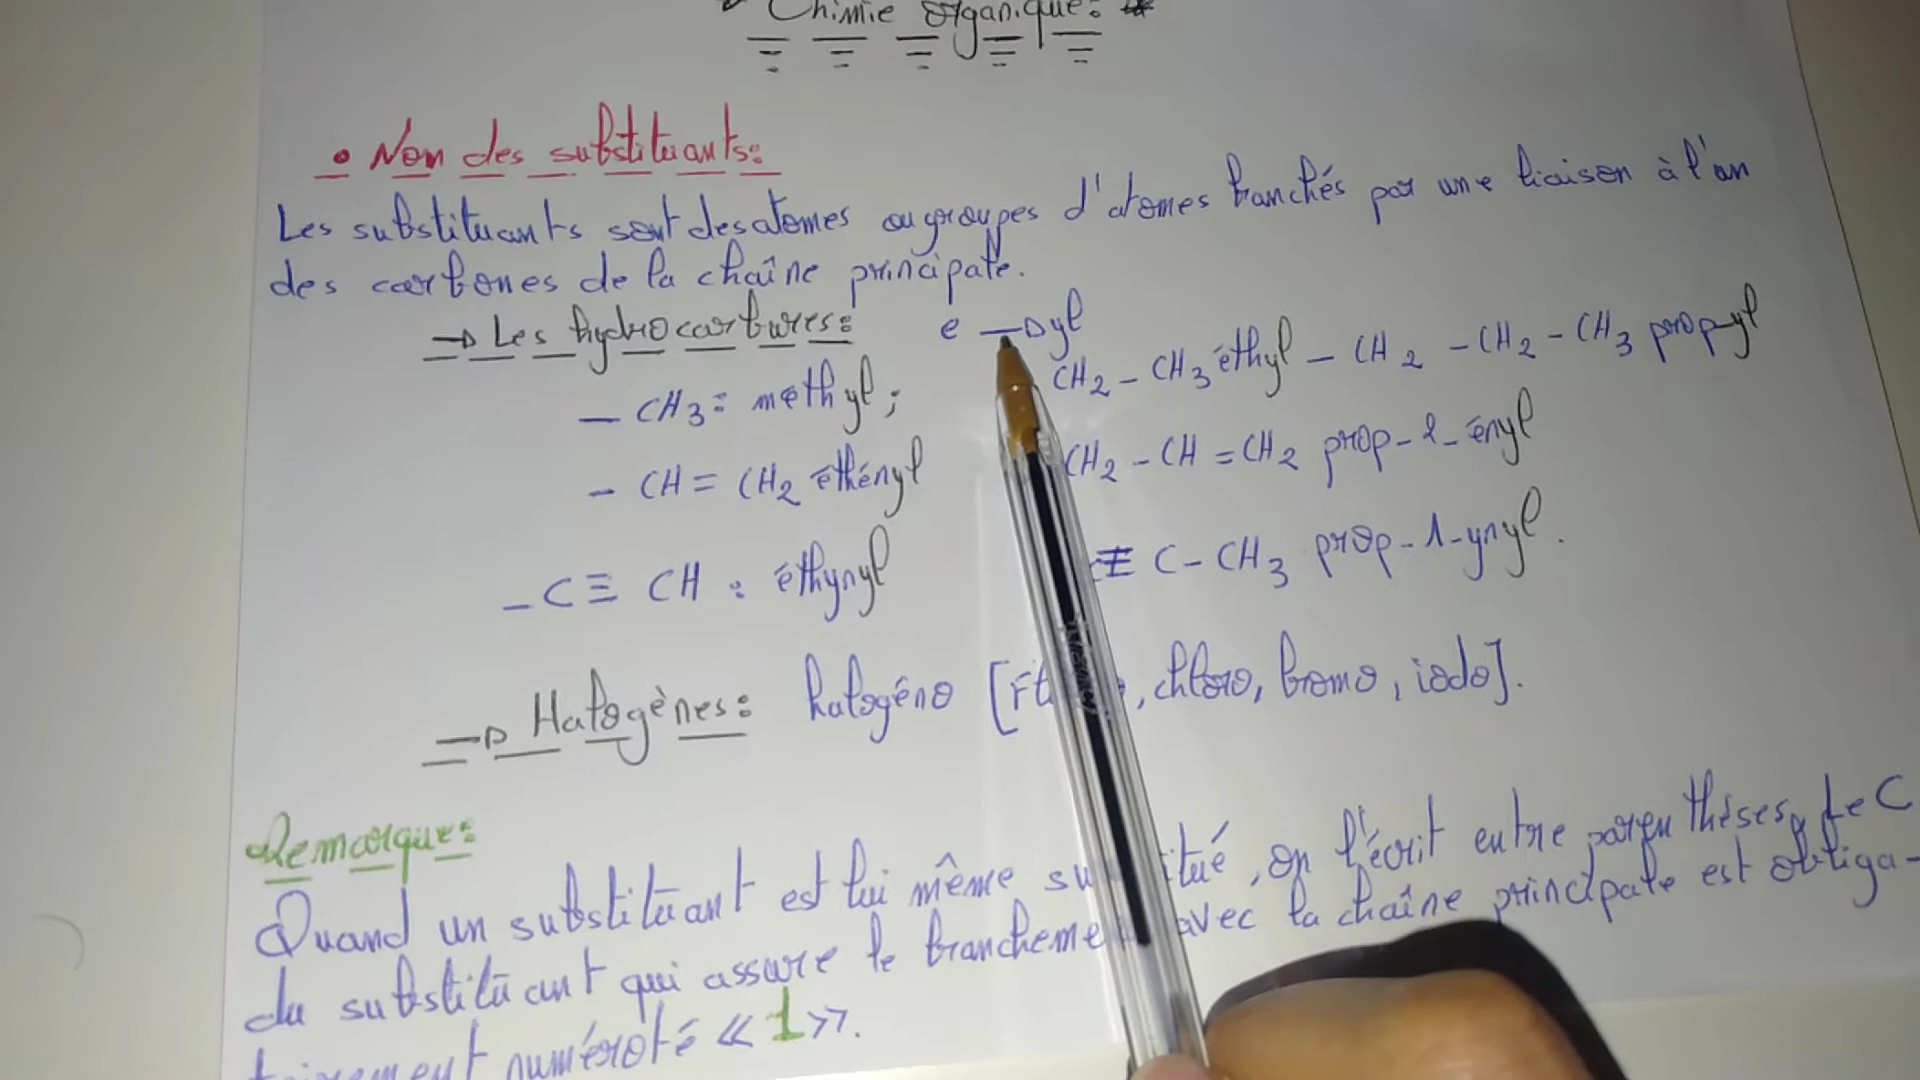 Chimie Organique:
• Nom des substituants:
Les substituants sont des atomes ou groupes d'atomes branchés par une liaison à l'un
des carbones de la chaîne principale.
→ Les hydrocarbures: e → yl
— CH3: méthyl; CH2 – CH3 éthyl – CH2 – CH2 – CH3 prop-yl
– CH = CH2 éthényl CH2 – CH = CH2 prop-2-ényl
– C ≡ CH : éthynyl ≡ C – CH3 prop-1-ynyl.
→ Halogènes: halogéno [ , chloro, bromo, iodo].
Remarque:
Quand un substituant est lui même substitué, on l'écrit entre parenthèses, Le C
du substituant qui assure le branchement avec la chaîne principale est obliga-
toirement numéroté « 1 ».